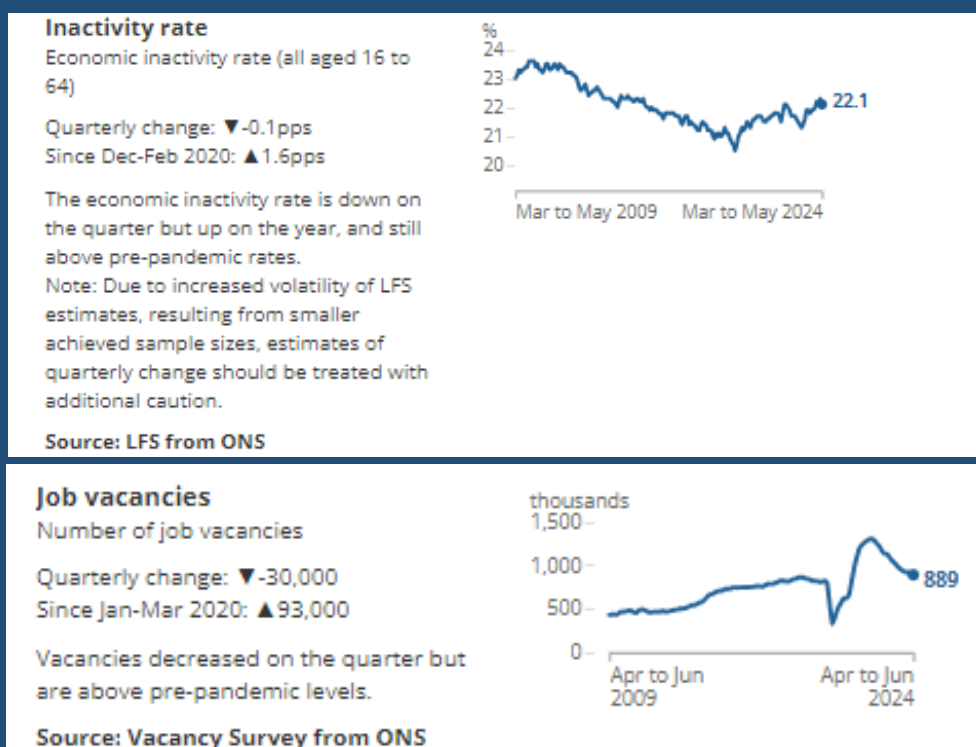 Inactivity rate
Economic inactivity rate (all aged 16 to
64)
Quarterly change: ▼-0.1pps
Since Dec-Feb 2020: ▲1.6pps
The economic inactivity rate is down on
the quarter but up on the year, and still
above pre-pandemic rates.
Note: Due to increased volatility of LFS
estimates, resulting from smaller
achieved sample sizes, estimates of
quarterly change should be treated with
additional caution.
Source: LFS from ONS
%
24
23
22
21
20
22.1
Mar to May 2009 Mar to May 2024
Job vacancies
Number of job vacancies
Quarterly change: ▼-30,000
Since Jan-Mar 2020: ▲93,000
Vacancies decreased on the quarter but
are above pre-pandemic levels.
Source: Vacancy Survey from ONS
thousands
1,500
1,000
500
0
889
Apr to Jun
2009
Apr to Jun
2024